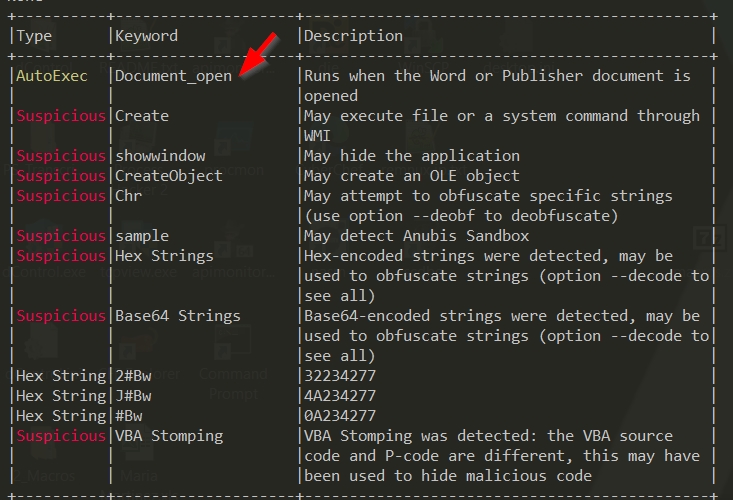 +----------+--------------------+---------------------------------------------+
|Type      |Keyword             |Description                                  |
+----------+--------------------+---------------------------------------------+
|AutoExec  |Document_open       |Runs when the Word or Publisher document is  |
|          |                    |opened                                       |
|Suspicious|Create              |May execute file or a system command through |
|          |                    |WMI                                          |
|Suspicious|showwindow          |May hide the application                     |
|Suspicious|CreateObject        |May create an OLE object                     |
|Suspicious|Chr                 |May attempt to obfuscate specific strings    |
|          |                    |(use option --deobf to deobfuscate)          |
|Suspicious|sample              |May detect Anubis Sandbox                    |
|Suspicious|Hex Strings         |Hex-encoded strings were detected, may be    |
|          |                    |used to obfuscate strings (option --decode to|
|          |                    |see all)                                     |
|Suspicious|Base64 Strings      |Base64-encoded strings were detected, may be |
|          |                    |used to obfuscate strings (option --decode to|
|          |                    |see all)                                     |
|Hex String|2#Bw                |32234277                                     |
|Hex String|J#Bw                |4A234277                                     |
|Hex String|#Bw                 |0A234277                                     |
|Suspicious|VBA Stomping        |VBA Stomping was detected: the VBA source    |
|          |                    |code and P-code are different, this may have |
|          |                    |been used to hide malicious code             |
+----------+--------------------+---------------------------------------------+